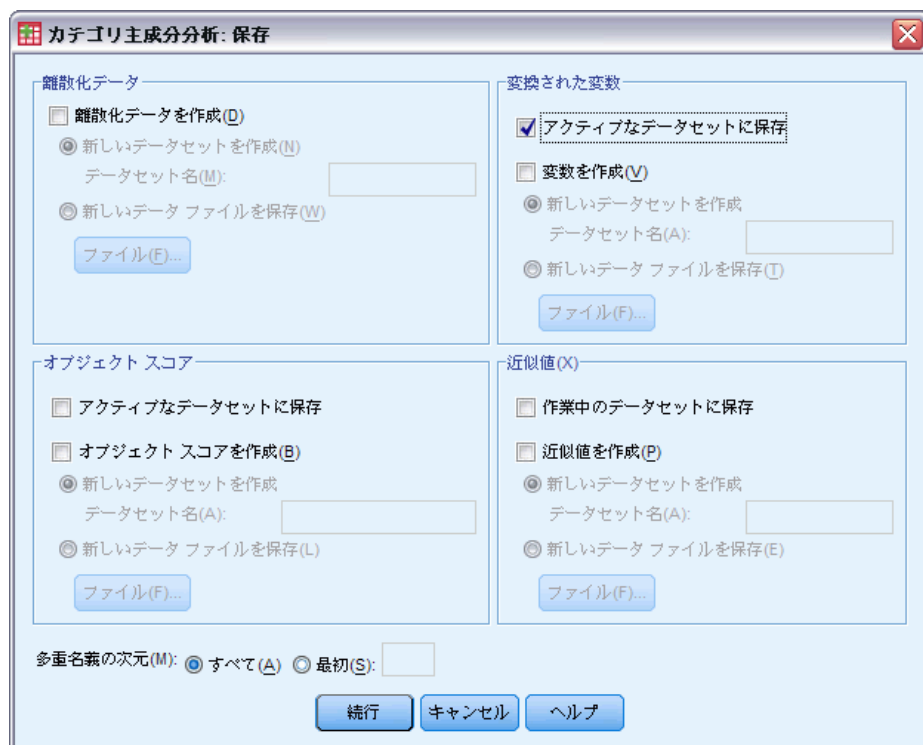 カテゴリ主成分分析: 保存
離散化データ
離散化データを作成(D)
新しいデータセットを作成(N)
データセット名(M):
新しいデータ ファイルを保存(W)
ファイル(F)...
変換された変数
アクティブなデータセットに保存
変数を作成(V)
新しいデータセットを作成
データセット名(A):
新しいデータ ファイルを保存(T)
ファイル(F)...
オブジェクト スコア
アクティブなデータセットに保存
オブジェクト スコアを作成(B)
新しいデータセットを作成
データセット名(A):
新しいデータ ファイルを保存(L)
ファイル(F)...
近似値(X)
作業中のデータセットに保存
近似値を作成(P)
新しいデータセットを作成
データセット名(A):
新しいデータ ファイルを保存(E)
ファイル(F)...
多重名義の次元(M): すべて(A) 最初(S):
続行 キャンセル ヘルプ